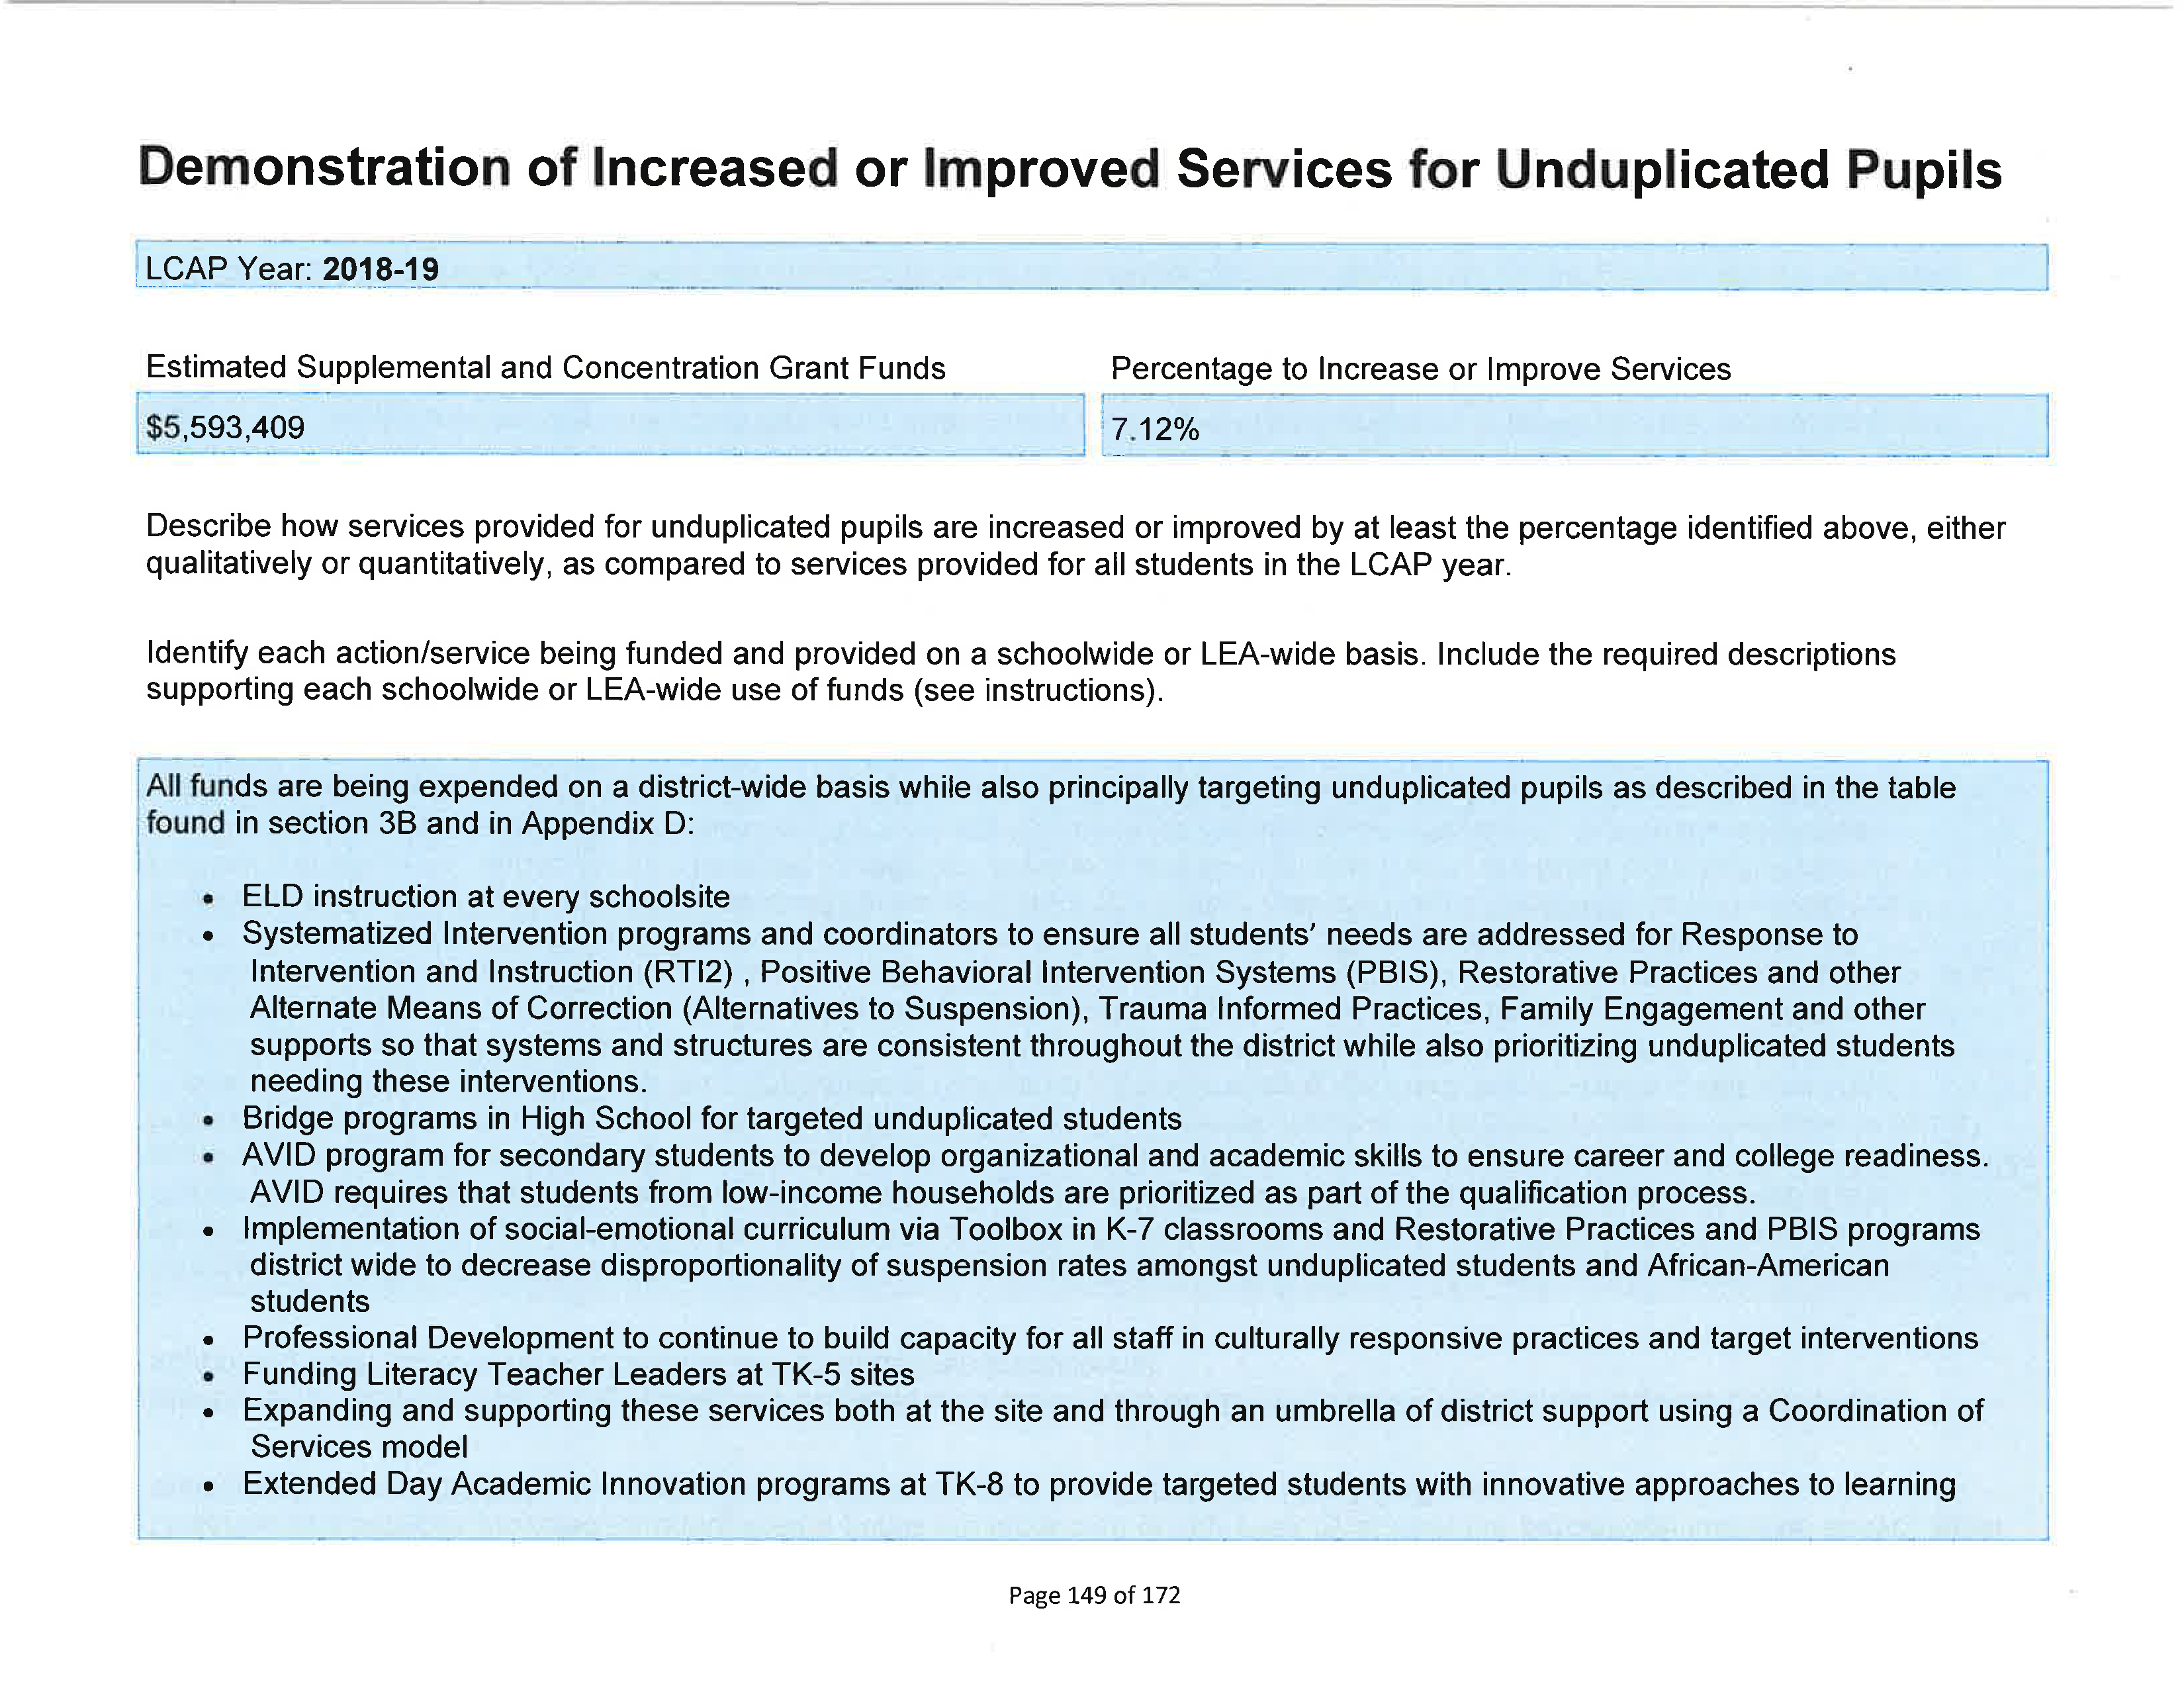 Demonstration of Increased or Improved Services for Unduplicated Pupils
LCAP Year: 2018-19
Estimated Supplemental and Concentration Grant Funds
Percentage to Increase or Improve Services
$5,593,409
7.12%
Describe how services provided for unduplicated pupils are increased or improved by at least the percentage identified above, either
qualitatively or quantitatively, as compared to services provided for all students in the LCAP year.
Identify each action/service being funded and provided on a schoolwide or LEA-wide basis. Include the required descriptions
supporting each schoolwide or LEA-wide use of funds (see instructions).
All funds are being expended on a district-wide basis while also principally targeting unduplicated pupils as described in the table
found in section 3B and in Appendix D:
• ELD instruction at every schoolsite
• Systematized Intervention programs and coordinators to ensure all students' needs are addressed for Response to
Intervention and Instruction (RTI2) , Positive Behavioral Intervention Systems (PBIS), Restorative Practices and other
Alternate Means of Correction (Alternatives to Suspension), Trauma Informed Practices, Family Engagement and other
supports so that systems and structures are consistent throughout the district while also prioritizing unduplicated students
needing these interventions.
• Bridge programs in High School for targeted unduplicated students
• AVID program for secondary students to develop organizational and academic skills to ensure career and college readiness.
AVID requires that students from low-income households are prioritized as part of the qualification process.
• Implementation of social-emotional curriculum via Toolbox in K-7 classrooms and Restorative Practices and PBIS programs
district wide to decrease disproportionality of suspension rates amongst unduplicated students and African-American
students
• Professional Development to continue to build capacity for all staff in culturally responsive practices and target interventions
• Funding Literacy Teacher Leaders at TK-5 sites
• Expanding and supporting these services both at the site and through an umbrella of district support using a Coordination of
Services model
• Extended Day Academic Innovation programs at TK-8 to provide targeted students with innovative approaches to learning
Page 149 of 172